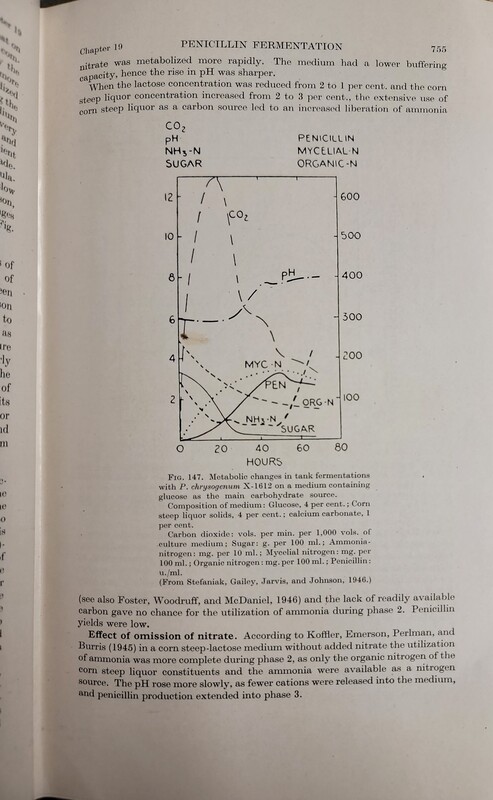 Chapter 19
PENICILLIN FERMENTATION
755
nitrate was metabolized more rapidly. The medium had a lower buffering
capacity, hence the rise in pH was sharper.
When the lactose concentration was reduced from 2 to 1 per cent. and the corn
steep liquor concentration increased from 2 to 3 per cent., the extensive use of
corn steep liquor as a carbon source led to an increased liberation of ammonia
CO2
pH
NH3-N
SUGAR
PENICILLIN
MYCELIAL-N
ORGANIC-N
12
10
8
6
4
2
600
500
400
300
200
100
CO2
pH
MYC-N
PEN
ORG-N
NH3-N
SUGAR
0 20 40 60 80
HOURS
FIG. 147. Metabolic changes in tank fermentations
with P. chrysogenum X-1612 on a medium containing
glucose as the main carbohydrate source.
Composition of medium: Glucose, 4 per cent.; Corn
steep liquor solids, 4 per cent.; calcium carbonate, 1
per cent.
Carbon dioxide: vols. per min. per 1,000 vols. of
culture medium; Sugar: g. per 100 ml.; Ammonia-
nitrogen: mg. per 10 ml.; Mycelial nitrogen: mg. per
100 ml.; Organic nitrogen: mg. per 100 ml.; Penicillin:
u./ml.
(From Stefaniak, Gailey, Jarvis, and Johnson, 1946.)
(see also Foster, Woodruff, and McDaniel, 1946) and the lack of readily available
carbon gave no chance for the utilization of ammonia during phase 2. Penicillin
yields were low.
Effect of omission of nitrate. According to Koffler, Emerson, Perlman, and
Burris (1945) in a corn steep-lactose medium without added nitrate the utilization
of ammonia was more complete during phase 2, as only the organic nitrogen of the
corn steep liquor constituents and the ammonia were available as a nitrogen
source. The pH rose more slowly, as fewer cations were released into the medium,
and penicillin production extended into phase 3.